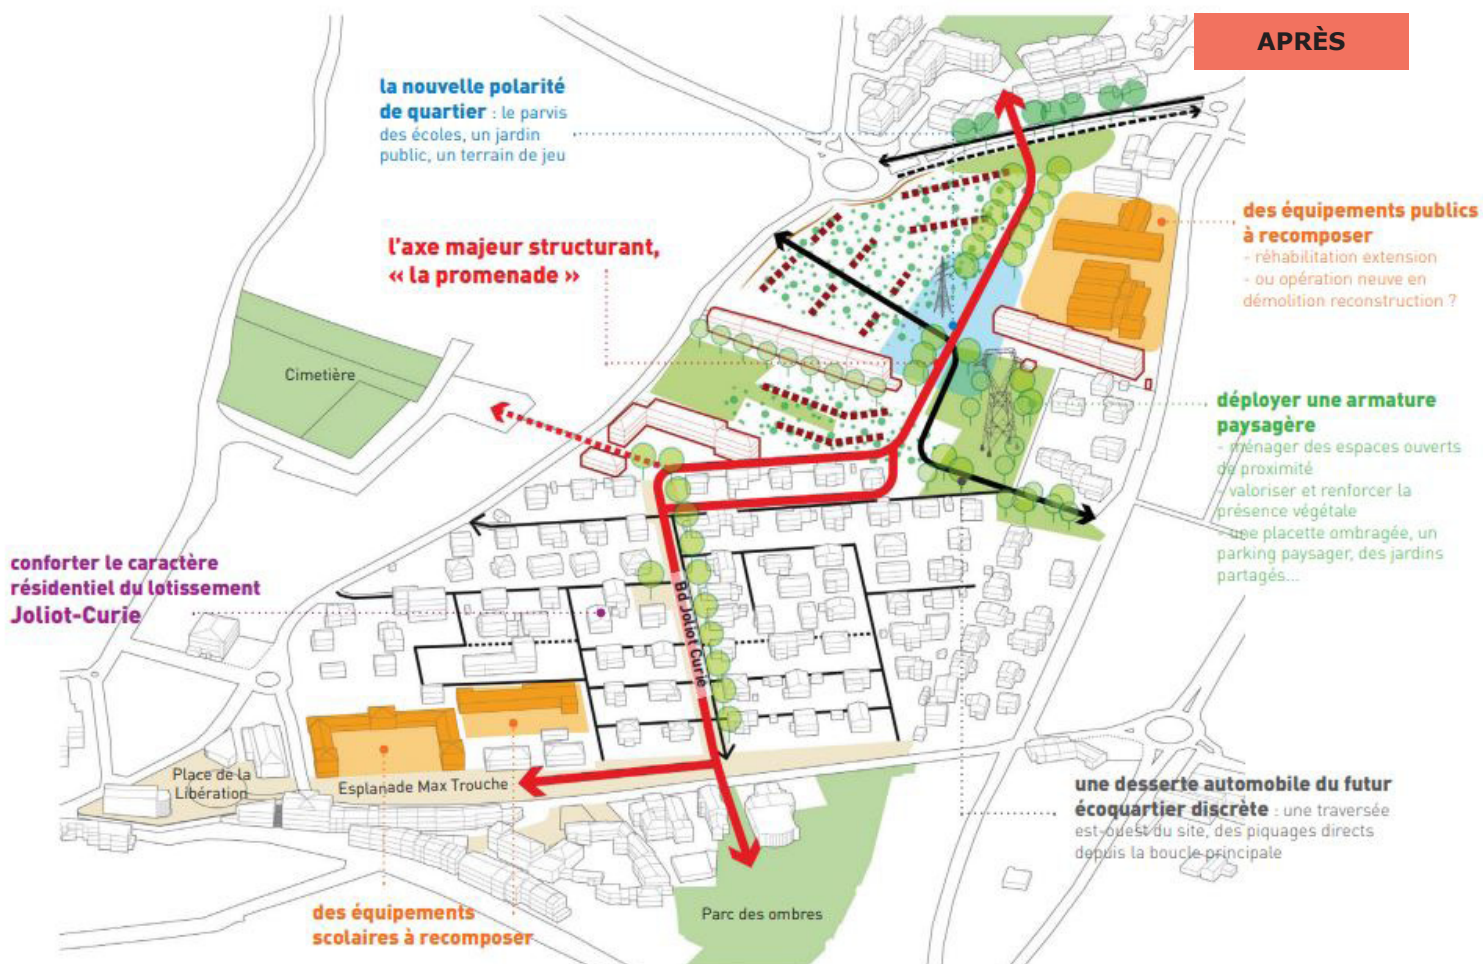 APRÈS
la nouvelle polarité
de quartier : le parvis
des écoles, un jardin
public, un terrain de jeu
des équipements publics
à recomposer
- réhabilitation extension
- ou opération neuve en
démolition reconstruction ?
l'axe majeur structurant,
« la promenade »
Cimetière
déployer une armature
paysagère
- ménager des espaces ouverts
de proximité
- valoriser et renforcer la
présence végétale
- une placette ombragée, un
parking paysager, des jardins
partagés...
conforter le caractère
résidentiel du lotissement
Joliot-Curie
Bd Joliot Curie
Place de la
Libération
Esplanade Max Trouche
une desserte automobile du futur
écoquartier discrète : une traversée
est-ouest du site, des piquages directs
depuis la boucle principale
des équipements
scolaires à recomposer
Parc des ombres